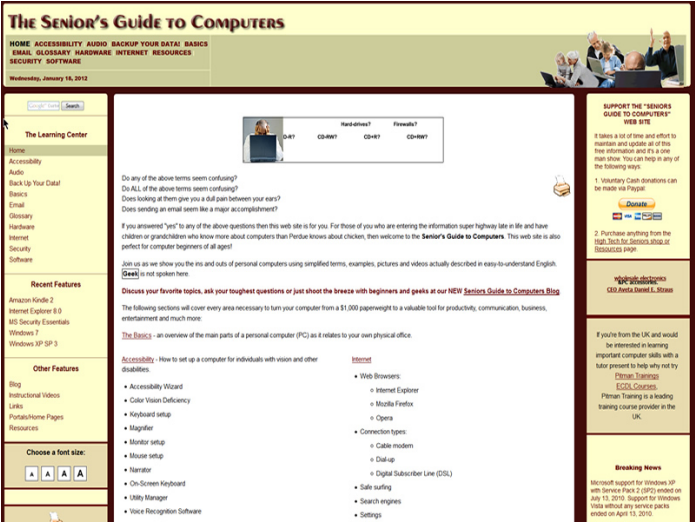 The Senior's Guide to Computers
HOME ACCESSIBILITY AUDIO BACKUP YOUR DATA! BASICS
EMAIL GLOSSARY HARDWARE INTERNET RESOURCES
SECURITY SOFTWARE
Wednesday, January 18, 2012
Search
The Learning Center
Home
Accessibility
Audio
Back Up Your Data!
Basics
Email
Glossary
Hardware
Internet
Security
Software
Recent Features
Amazon Kindle 2
Internet Explorer 8.0
MS Security Essentials
Windows 7
Windows XP SP 3
Other Features
Blog
Instructional Videos
Links
Portals/Home Pages
Resources
Choose a font size:
A A A A
Hard-drives? Firewalls?
D-R? CD-RW? CD+R? CD+RW?
Do any of the above terms seem confusing?
Do ALL of the above terms seem confusing?
Does looking at them give you a dull pain between your ears?
Does sending an email seem like a major accomplishment?
If you answered "yes" to any of the above questions then this web site is for you. For those of you who are entering the information super highway late in life and have
children or grandchildren who know more about computers than Perdue knows about chicken, then welcome to the Senior's Guide to Computers. This web site is also
perfect for computer beginners of all ages!
Join us as we show you the ins and outs of personal computers using simplified terms, examples, pictures and videos actually described in easy-to-understand English.
Geek is not spoken here.
Discuss your favorite topics, ask your toughest questions or just shoot the breeze with beginners and geeks at our NEW Seniors Guide to Computers Blog.
The following sections will cover every area necessary to turn your computer from a $1,000 paperweight to a valuable tool for productivity, communication, business,
entertainment and much more:
The Basics - an overview of the main parts of a personal computer (PC) as it relates to your own physical office.
Accessibility - How to set up a computer for individuals with vision and other
disabilities.
• Accessibility Wizard
• Color Vision Deficiency
• Keyboard setup
• Magnifier
• Monitor setup
• Mouse setup
• Narrator
• On-Screen Keyboard
• Utility Manager
• Voice Recognition Software
Internet
• Web Browsers:
o Internet Explorer
o Mozilla Firefox
o Opera
• Connection types:
o Cable modem
o Dial-up
o Digital Subscriber Line (DSL)
• Safe surfing
• Search engines
• Settings
SUPPORT THE "SENIORS
GUIDE TO COMPUTERS"
WEB SITE
It takes a lot of time and effort to
maintain and update all of this
free information and it's a one
man show. You can help in any of
the following ways:
1. Voluntary Cash donations can
be made via Paypal:
Donate
2. Purchase anything from the
High Tech for Seniors shop or
Resources page.
wholesale electronics
&PC accessories.
CEO Aveta Daniel E. Straus
If you're from the UK and would
be interested in learning
important computer skills with a
tutor present to help why not try
Pitman Trainings
ECDL Courses,
Pitman Training is a leading
training course provider in the
UK.
Breaking News
Microsoft support for Windows XP
with Service Pack 2 (SP2) ended on
July 13, 2010. Support for Windows
Vista without any service packs
ended on April 13, 2010.